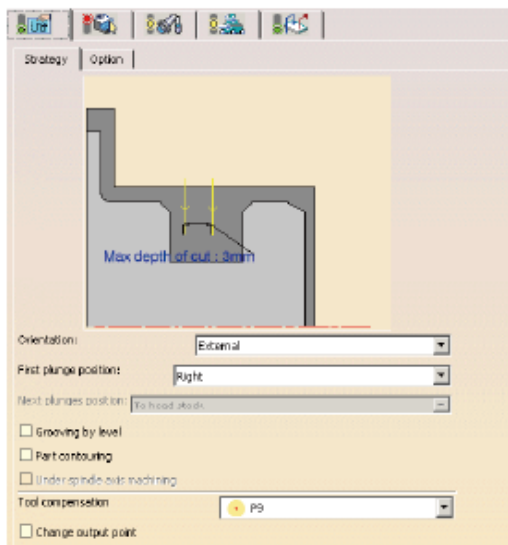 Strategy
Option
Max depth of cut : 3mm
Orientation:
External
First plunge position:
Right
Next plunges position:
To head stock
Grooving by level
Part contouring
Under spindle axis machining
Tool compensation
P9
Change output point